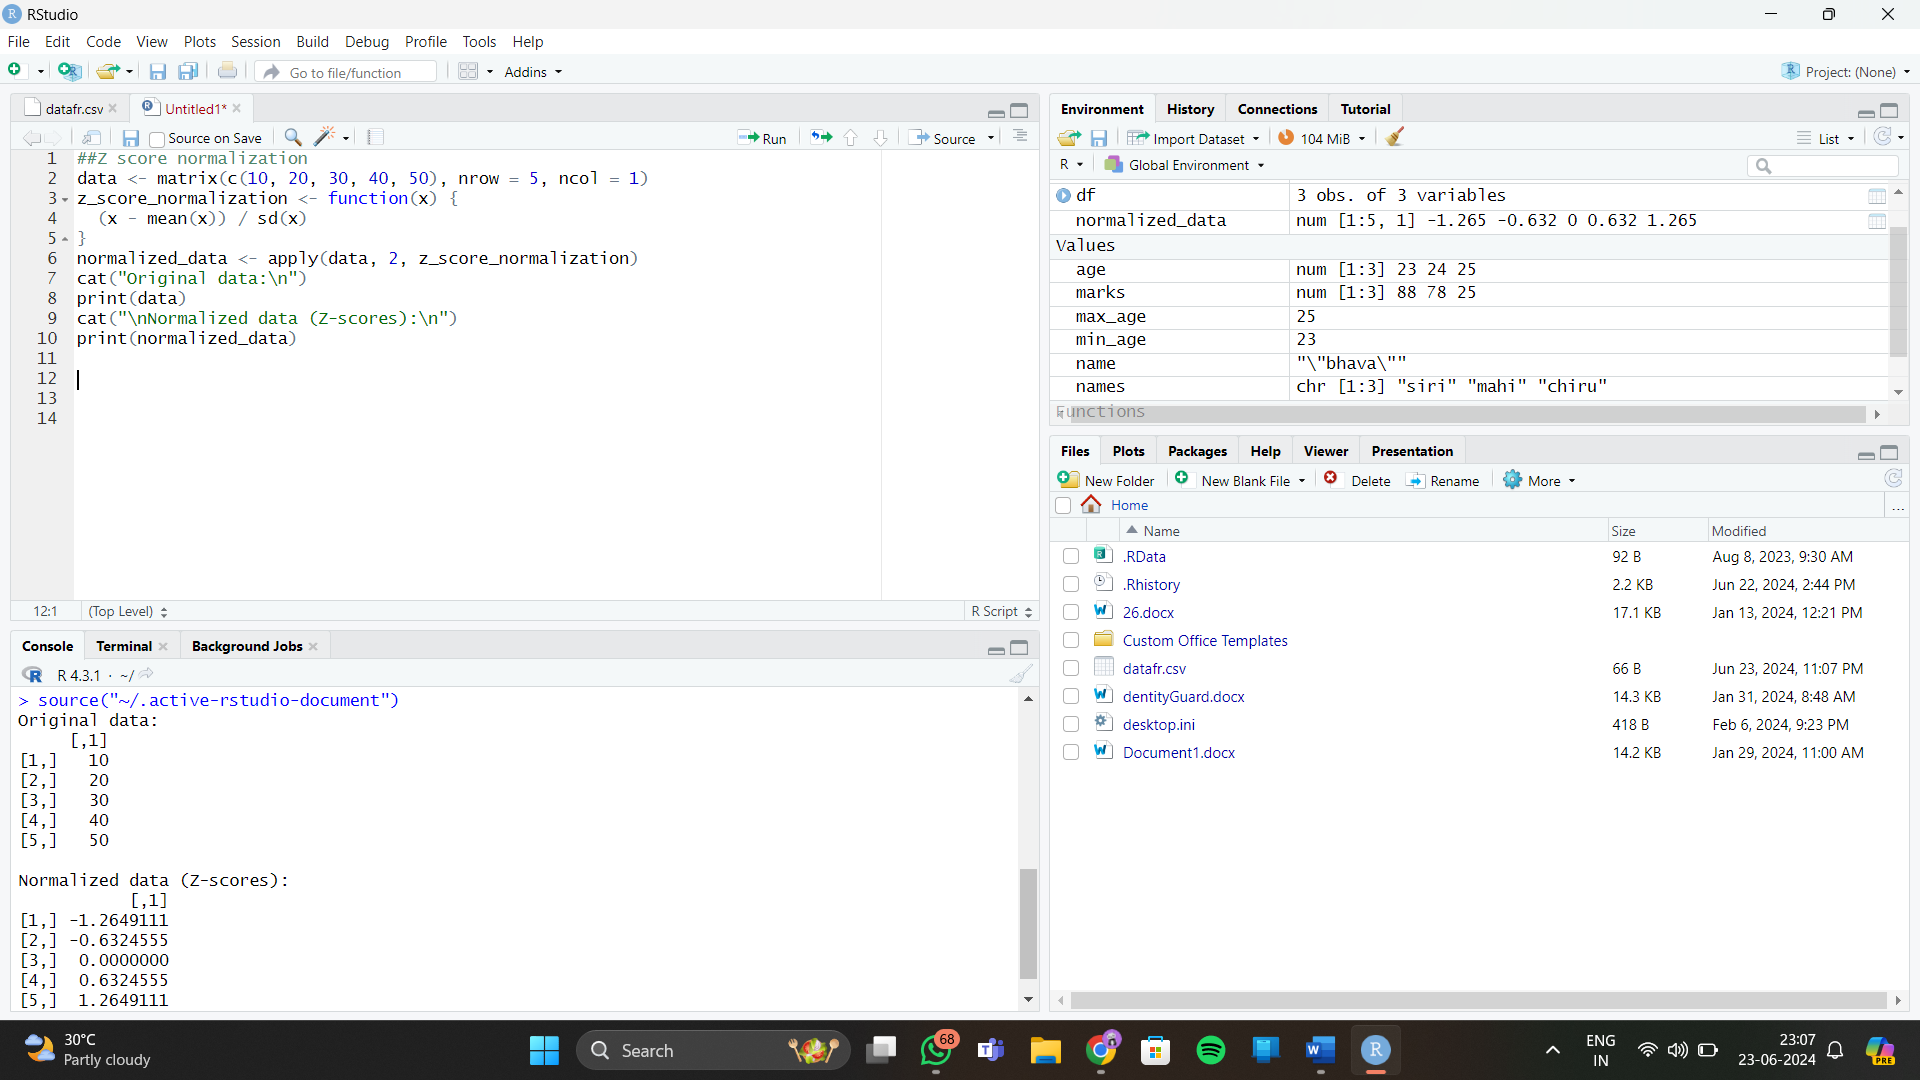 RStudio
File Edit Code View Plots Session Build Debug Profile Tools Help
Go to file/function Addins Project: (None)
datafr.csv Untitled1*
Source on Save Run Source
1 ##Z score normalization
2 data <- matrix(c(10, 20, 30, 40, 50), nrow = 5, ncol = 1)
3 z_score_normalization <- function(x) {
4 (x - mean(x)) / sd(x)
5 }
6 normalized_data <- apply(data, 2, z_score_normalization)
7 cat("Original data:\n")
8 print(data)
9 cat("\nNormalized data (Z-scores):\n")
10 print(normalized_data)
11
12
13
14
12:1 (Top Level) R Script
Console Terminal Background Jobs
R 4.3.1 · ~/
> source("~/.active-rstudio-document")
Original data:
[,1]
[1,] 10
[2,] 20
[3,] 30
[4,] 40
[5,] 50
Normalized data (Z-scores):
[,1]
[1,] -1.2649111
[2,] -0.6324555
[3,] 0.0000000
[4,] 0.6324555
[5,] 1.2649111
Environment History Connections Tutorial
Import Dataset 104 MiB List
R Global Environment
df 3 obs. of 3 variables
normalized_data num [1:5, 1] -1.265 -0.632 0 0.632 1.265
Values
age num [1:3] 23 24 25
marks num [1:3] 88 78 25
max_age 25
min_age 23
name "\"bhava\""
names chr [1:3] "siri" "mahi" "chiru"
Functions
Files Plots Packages Help Viewer Presentation
New Folder New Blank File Delete Rename More
Home ...
Name Size Modified
.RData 92 B Aug 8, 2023, 9:30 AM
.Rhistory 2.2 KB Jun 22, 2024, 2:44 PM
26.docx 17.1 KB Jan 13, 2024, 12:21 PM
Custom Office Templates
datafr.csv 66 B Jun 23, 2024, 11:07 PM
dentityGuard.docx 14.3 KB Jan 31, 2024, 8:48 AM
desktop.ini 418 B Feb 6, 2024, 9:23 PM
Document1.docx 14.2 KB Jan 29, 2024, 11:00 AM
30°C
Partly cloudy
Search
68
ENG
IN
23:07
23-06-2024
PRE